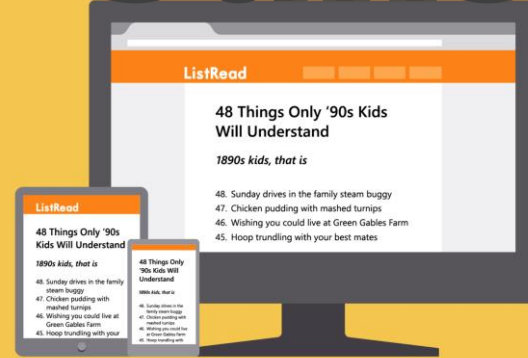 ListRead
48 Things Only ‘90s Kids
Will Understand
1890s kids, that is
48. Sunday drives in the family steam buggy
47. Chicken pudding with mashed turnips
46. Wishing you could live at Green Gables Farm
45. Hoop trundling with your best mates
ListRead
48 Things Only ‘90s
Kids Will Understand
1890s kids, that is
48. Sunday drives in the family
steam buggy
47. Chicken pudding with
mashed turnips
46. Wishing you could live at
Green Gables Farm
45. Hoop trundling with your
48 Things Only
‘90s Kids Will
Understand
1890s kids, that is
48. Sunday drives in the
family steam buggy
47. Chicken pudding with
mashed turnips
46. Wishing you could live
at Green Gables Farm
45. Hoop trundling with